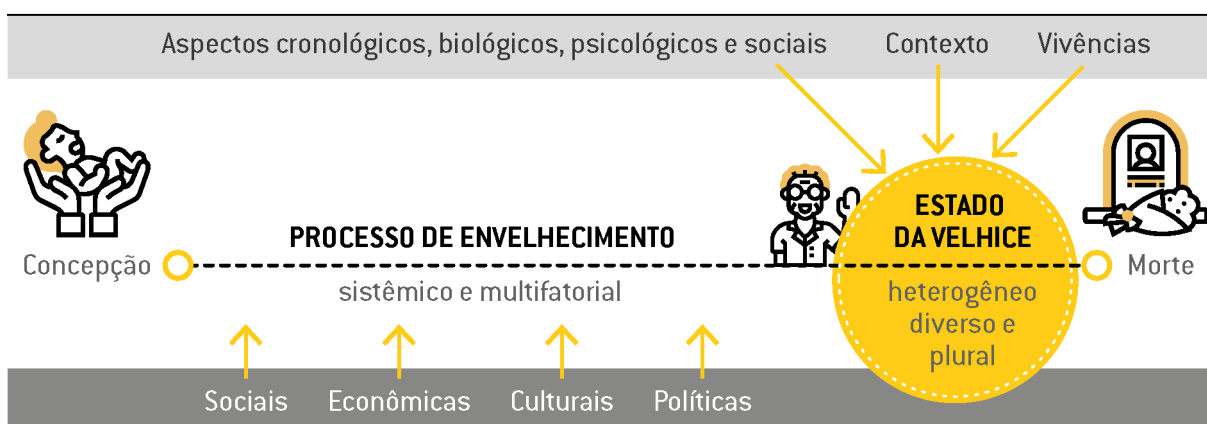 Aspectos cronológicos, biológicos, psicológicos e sociais
Contexto
Vivências
PROCESSO DE ENVELHECIMENTO
ESTADO
DA VELHICE
Concepção
Morte
sistêmico e multifatorial
heterogêneo
diverso e
plural
Sociais
Econômicas
Culturais
Políticas